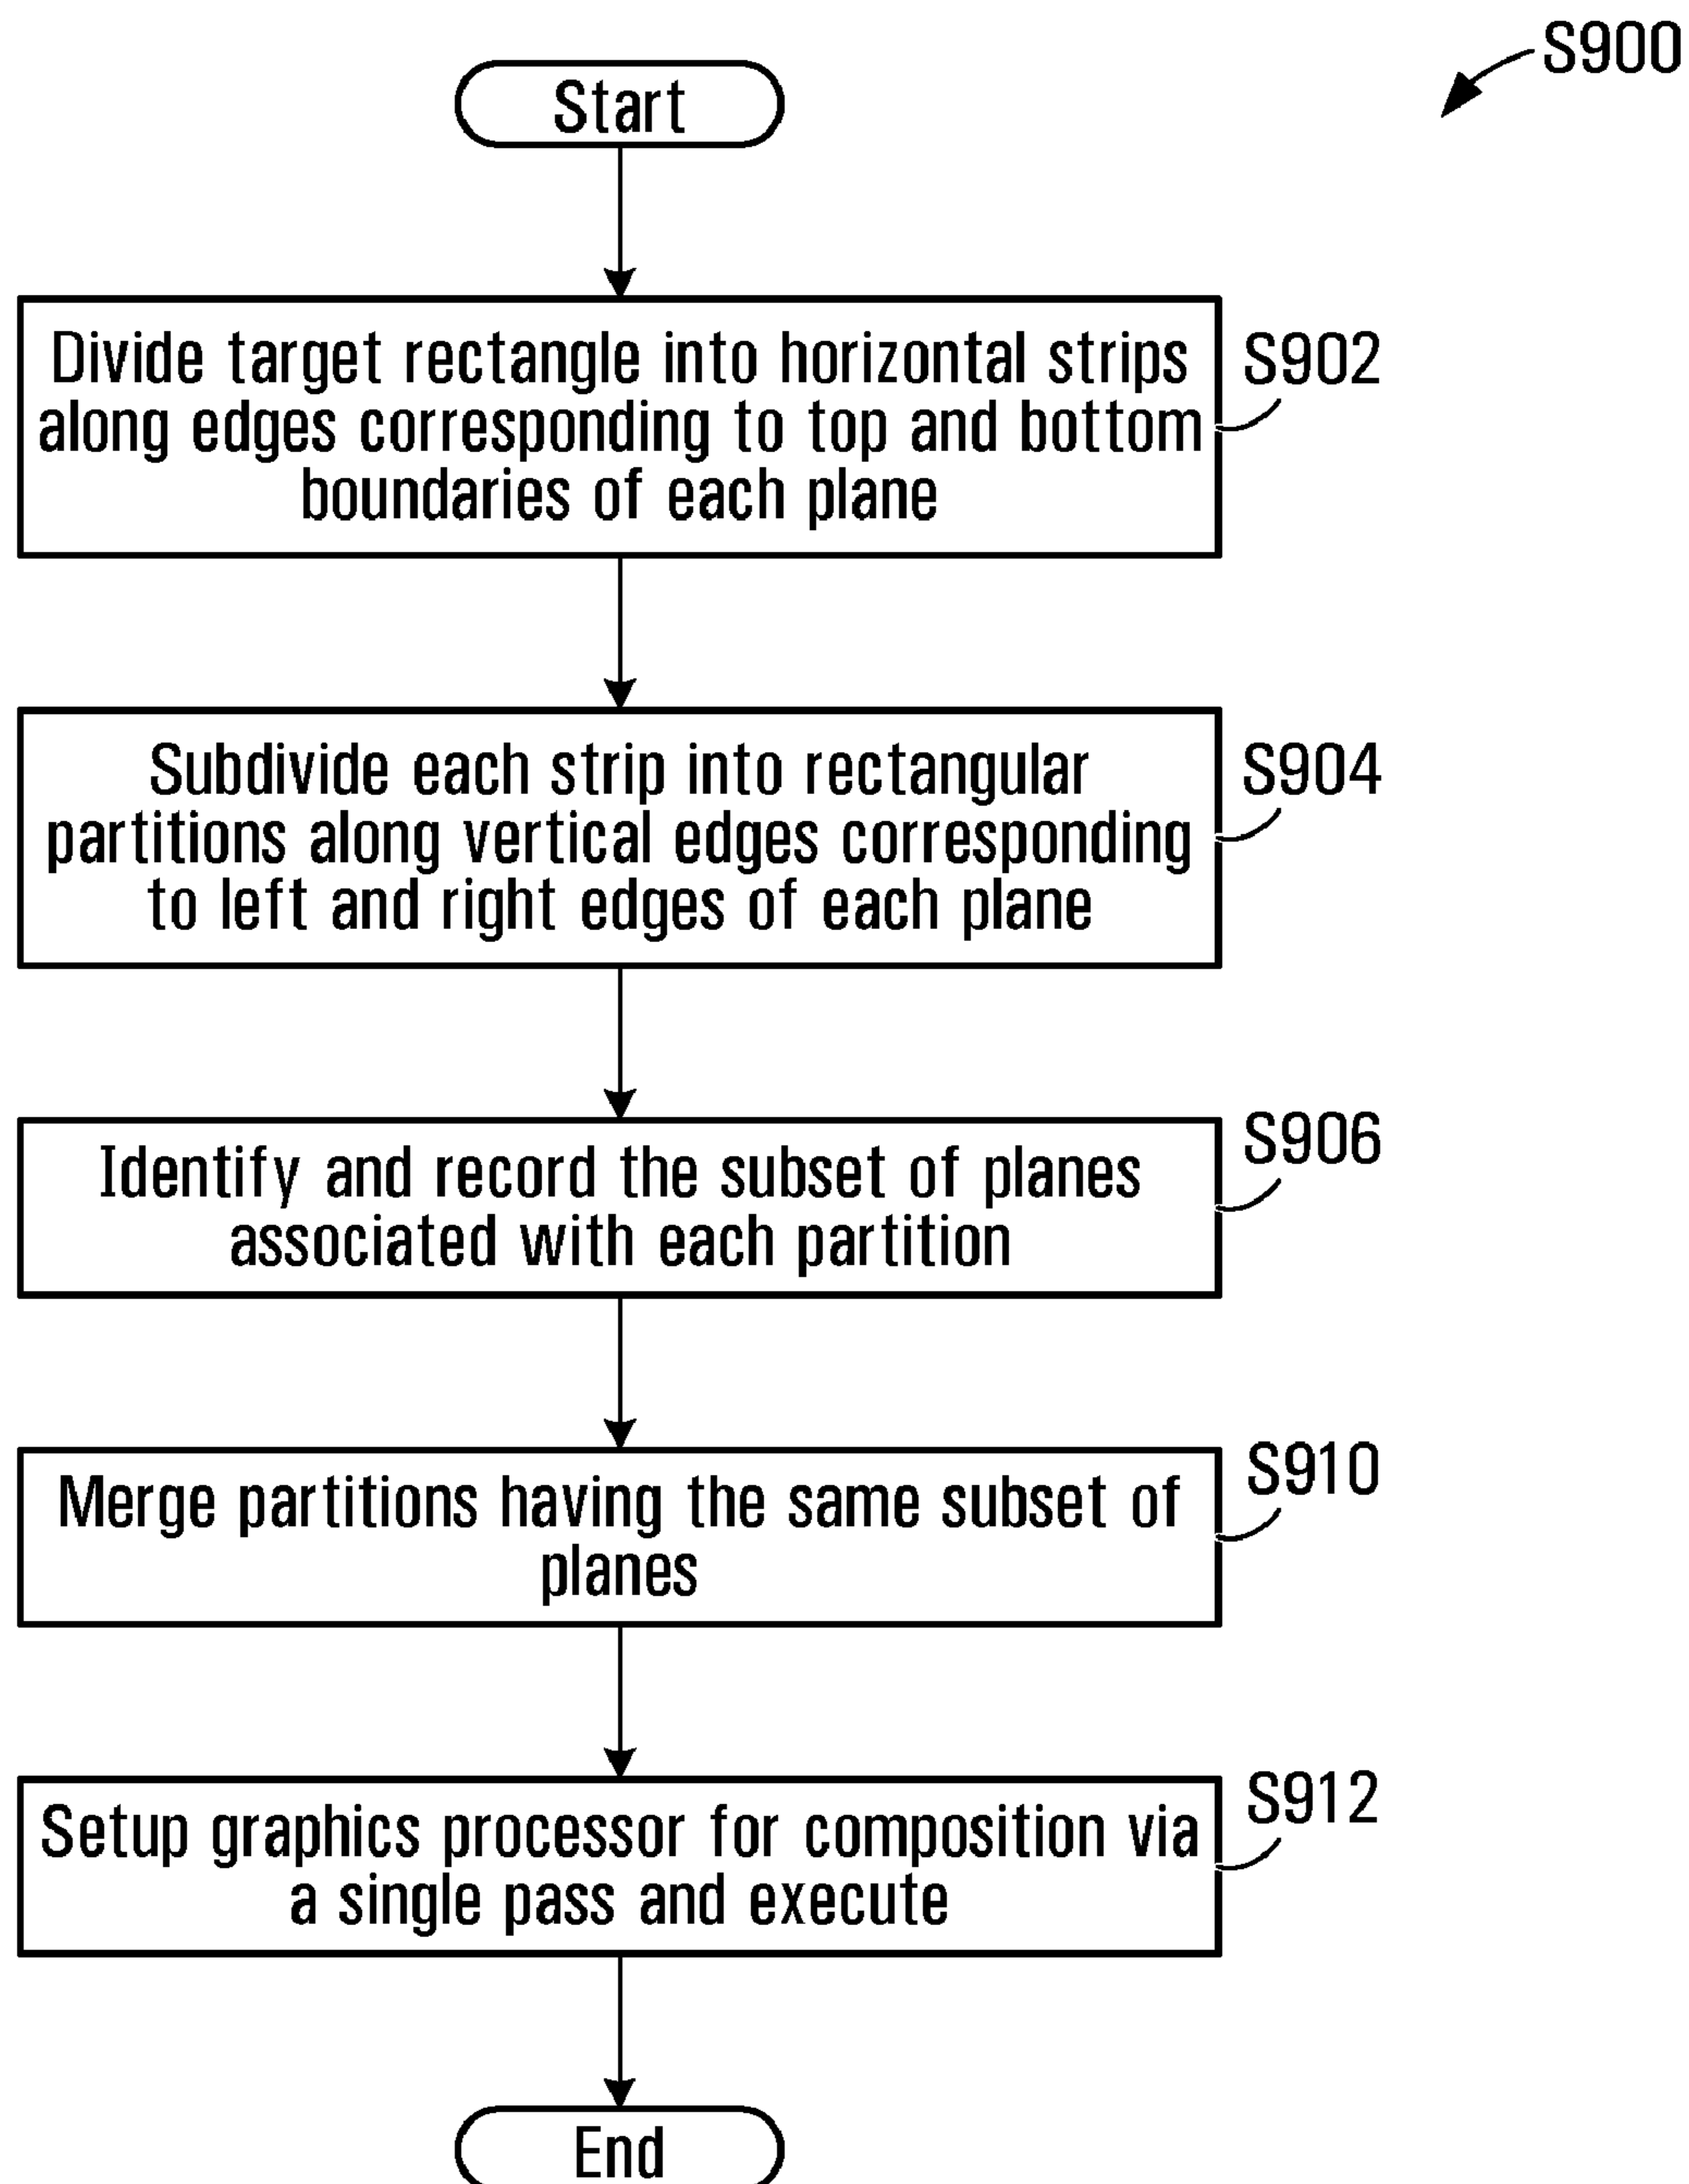 S900
Start
Divide target rectangle into horizontal strips
along edges corresponding to top and bottom
boundaries of each plane
S902
Subdivide each strip into rectangular
partitions along vertical edges corresponding
to left and right edges of each plane
S904
Identify and record the subset of planes
associated with each partition
S906
Merge partitions having the same subset of
planes
S910
Setup graphics processor for composition via
a single pass and execute
S912
End